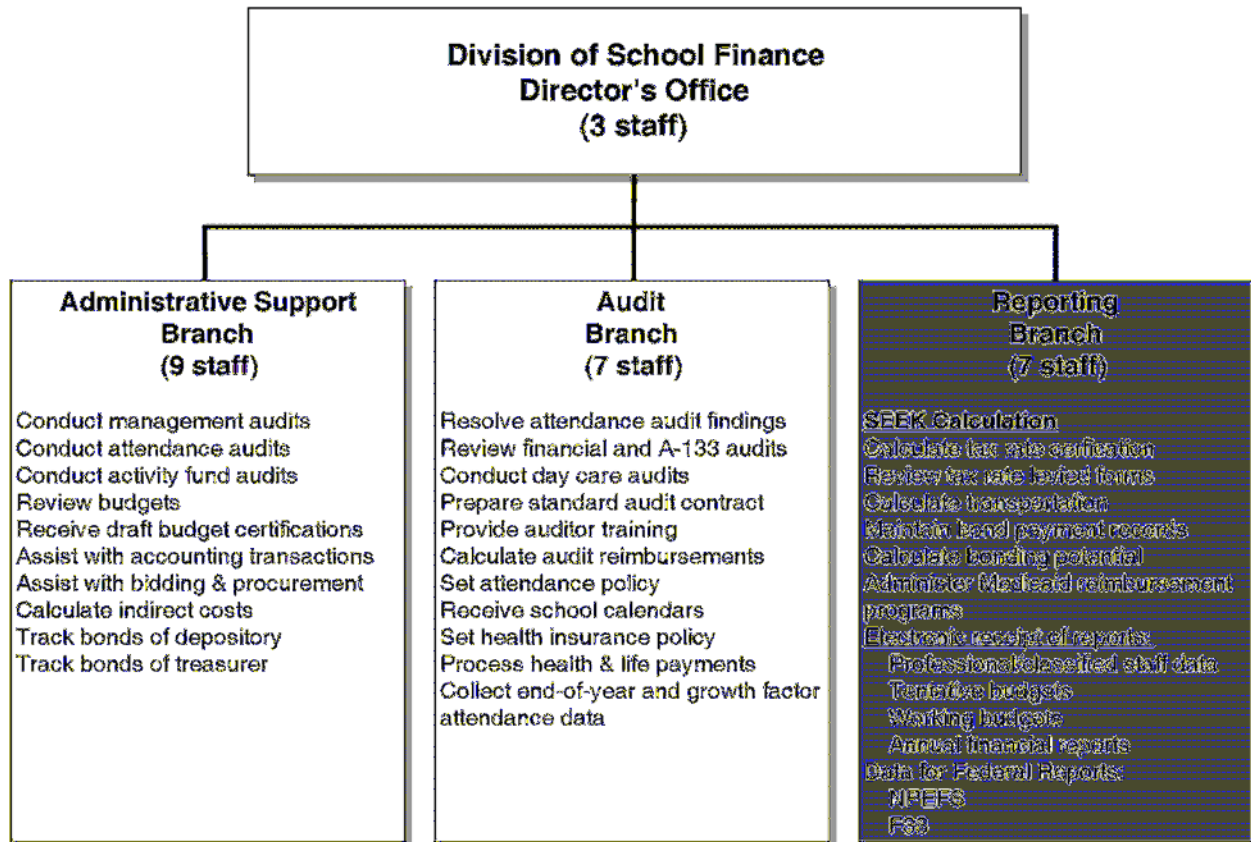 Division of School Finance
Director's Office
(3 staff)
Administrative Support
Branch
(9 staff)
Conduct management audits
Conduct attendance audits
Conduct activity fund audits
Review budgets
Receive draft budget certifications
Assist with accounting transactions
Assist with bidding & procurement
Calculate indirect costs
Track bonds of depository
Track bonds of treasurer
Audit
Branch
(7 staff)
Resolve attendance audit findings
Review financial and A-133 audits
Conduct day care audits
Prepare standard audit contract
Provide auditor training
Calculate audit reimbursements
Set attendance policy
Receive school calendars
Set health insurance policy
Process health & life payments
Collect end-of-year and growth factor
attendance data
Reporting
Branch
(7 staff)
SEEK Calculation
Calculate tax rate
Review tax rate levied forms
Calculate transportation
Maintain bond payment records
Calculate bonding potential
Administer Medicaid reimbursement
programs
Electronic receipt of reports:
Professional/classified staff data
Tentative budgets
Working budgets
Annual financial reports
Data for Federal Reports:
NPEFS
F33